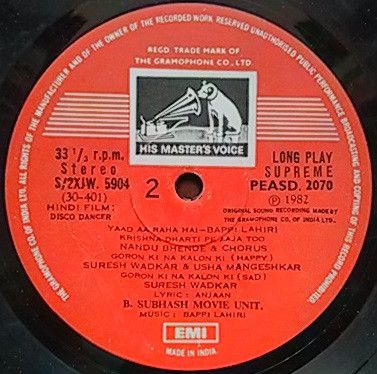 ALL RIGHTS OF THE MANUFACTURER AND OF THE OWNER OF THE RECORDED WORK RESERVED. UNAUTHORISED PUBLIC PERFORMANCE, BROADCASTING AND COPYING OF THIS RECORD PROHIBITED.
THE GRAMOPHONE CO. OF INDIA LTD.
REGD. TRADE MARK OF
THE GRAMOPHONE CO., LTD
HIS MASTER'S VOICE
33 1/3 r.p.m.
Stereo
S/2XJW. 5904
(30-401)
HINDI FILM:
DISCO DANCER
2
LONG PLAY
SUPREME
PEASD. 2070
Ⓟ 1982
ORIGINAL SOUND RECORDING MADE BY
THE GRAMOPHONE CO. OF INDIA LTD.
YAAD AA RAHA HAI-BAPPI LAHIRI
KRISHNA DHARTI PE AAJA TOO
NANDU BHENDE & CHORUS
GORON KI NA KALON KI (HAPPY)
SURESH WADKAR & USHA MANGESHKAR
GORON KI NA KALON KI (SAD)
SURESH WADKAR
LYRIC: ANJAAN
B. SUBHASH MOVIE UNIT,
MUSIC: BAPPI LAHIRI
EMI
MADE IN INDIA